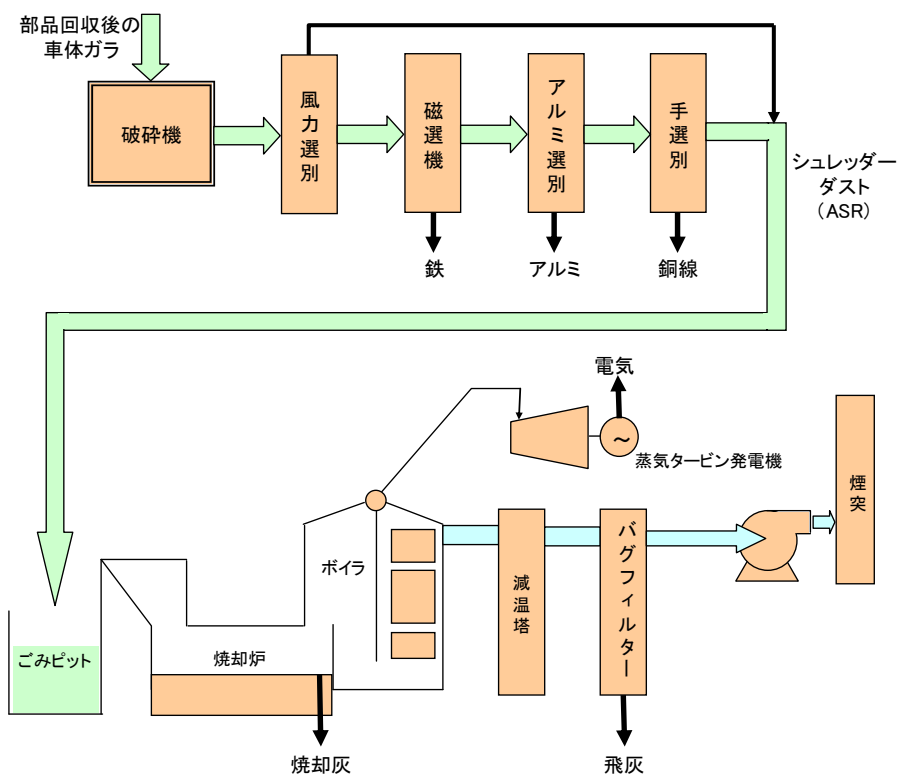 部品回収後の
車体ガラ
破砕機
風力選別
磁選機
アルミ選別
手選別
シュレッダー
ダスト
（ASR）
鉄
アルミ
銅線
電気
～
蒸気タービン発電機
煙突
ボイラ
減温塔
バグフィルター
ごみピット
焼却炉
焼却灰
飛灰